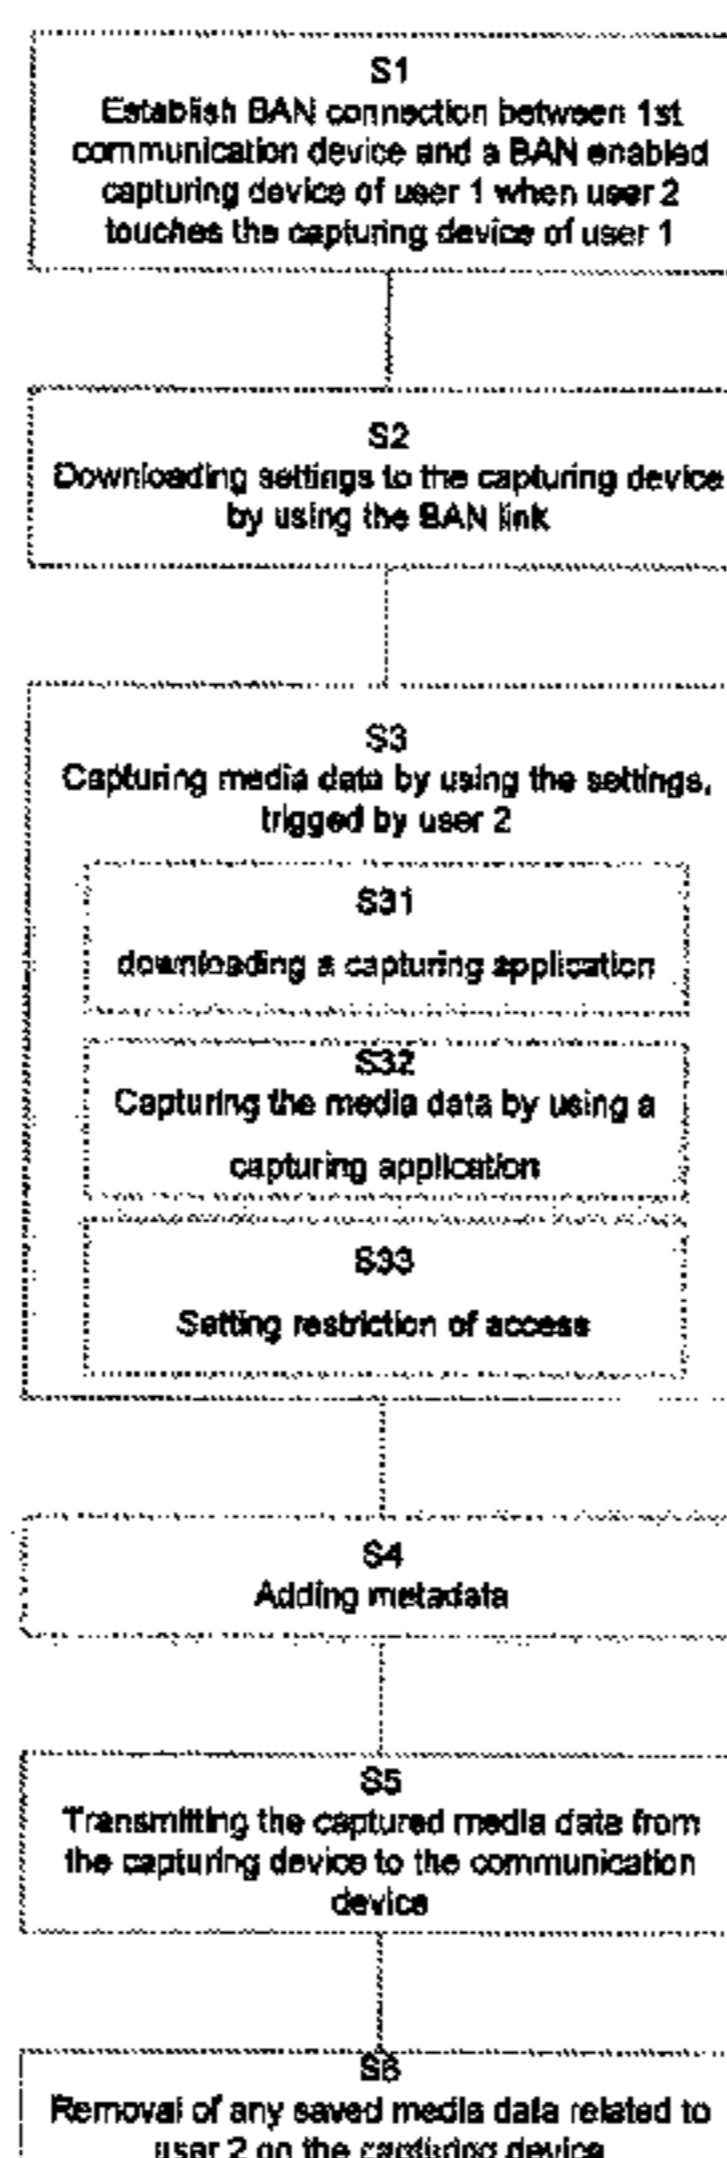 S1
Establish BAN connection between 1st
communication device and a BAN enabled
capturing device of user 1 when user 2
touches the capturing device of user 1
S2
Downloading settings to the capturing device
by using the BAN link
S3
Capturing media data by using the settings,
trigged by user 2
S31
downloading a capturing application
S32
Capturing the media data by using a
capturing application
S33
Setting restriction of access
S4
Adding metadata
S5
Transmitting the captured media data from
the capturing device to the communication
device
S6
Removal of any saved media data related to
user 2 on the capturing device